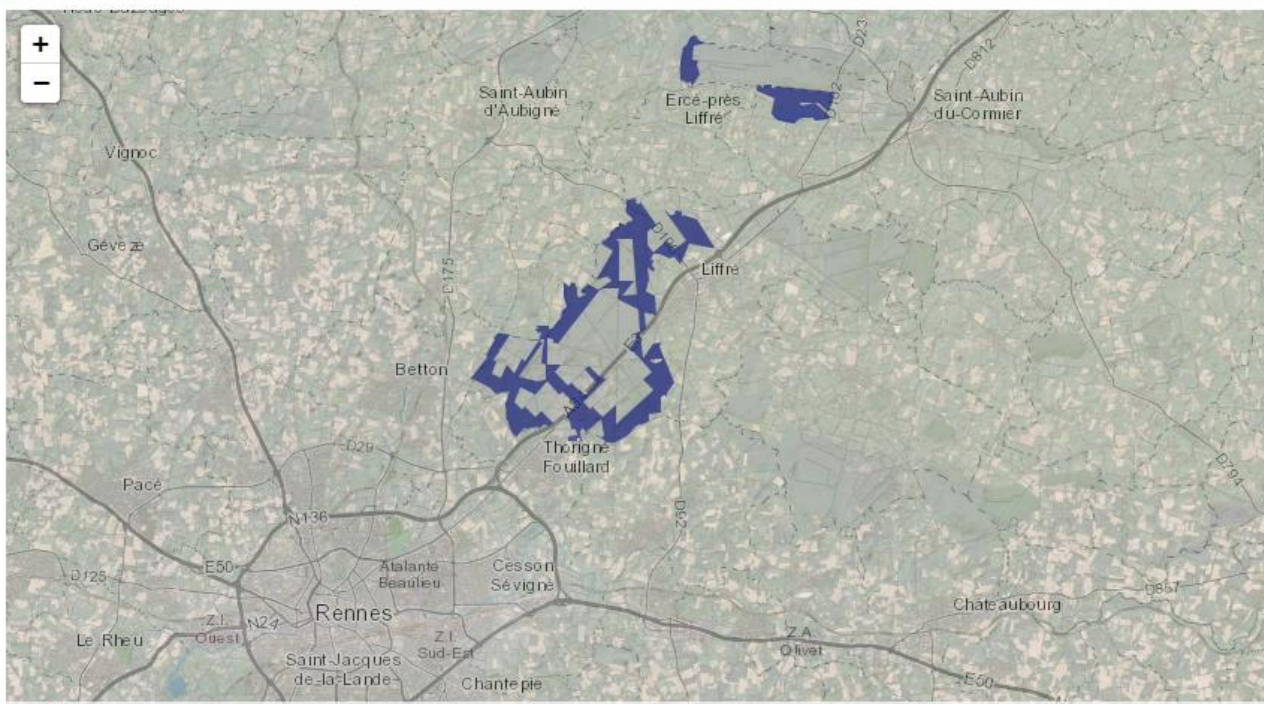 +
−
D23
D812
Saint-Aubin
d'Aubigné
Ercé-près
Liffré
Saint-Aubin
du-Cormier
Vignoc
Gévezé
D175
Liffré
Betton
Thorigné
Fouillard
D29
Pacé
D794
N136
D92
E50
Atalante
Beaulieu
Cesson
Sévigné
D125
D857
Châteaubourg
Rennes
Z.I.
Ouest
N24
Le Rheu
Z.I.
Sud-Est
Z.A.
Olivet
Saint-Jacques
de-la-Lande
Chantepie
E50